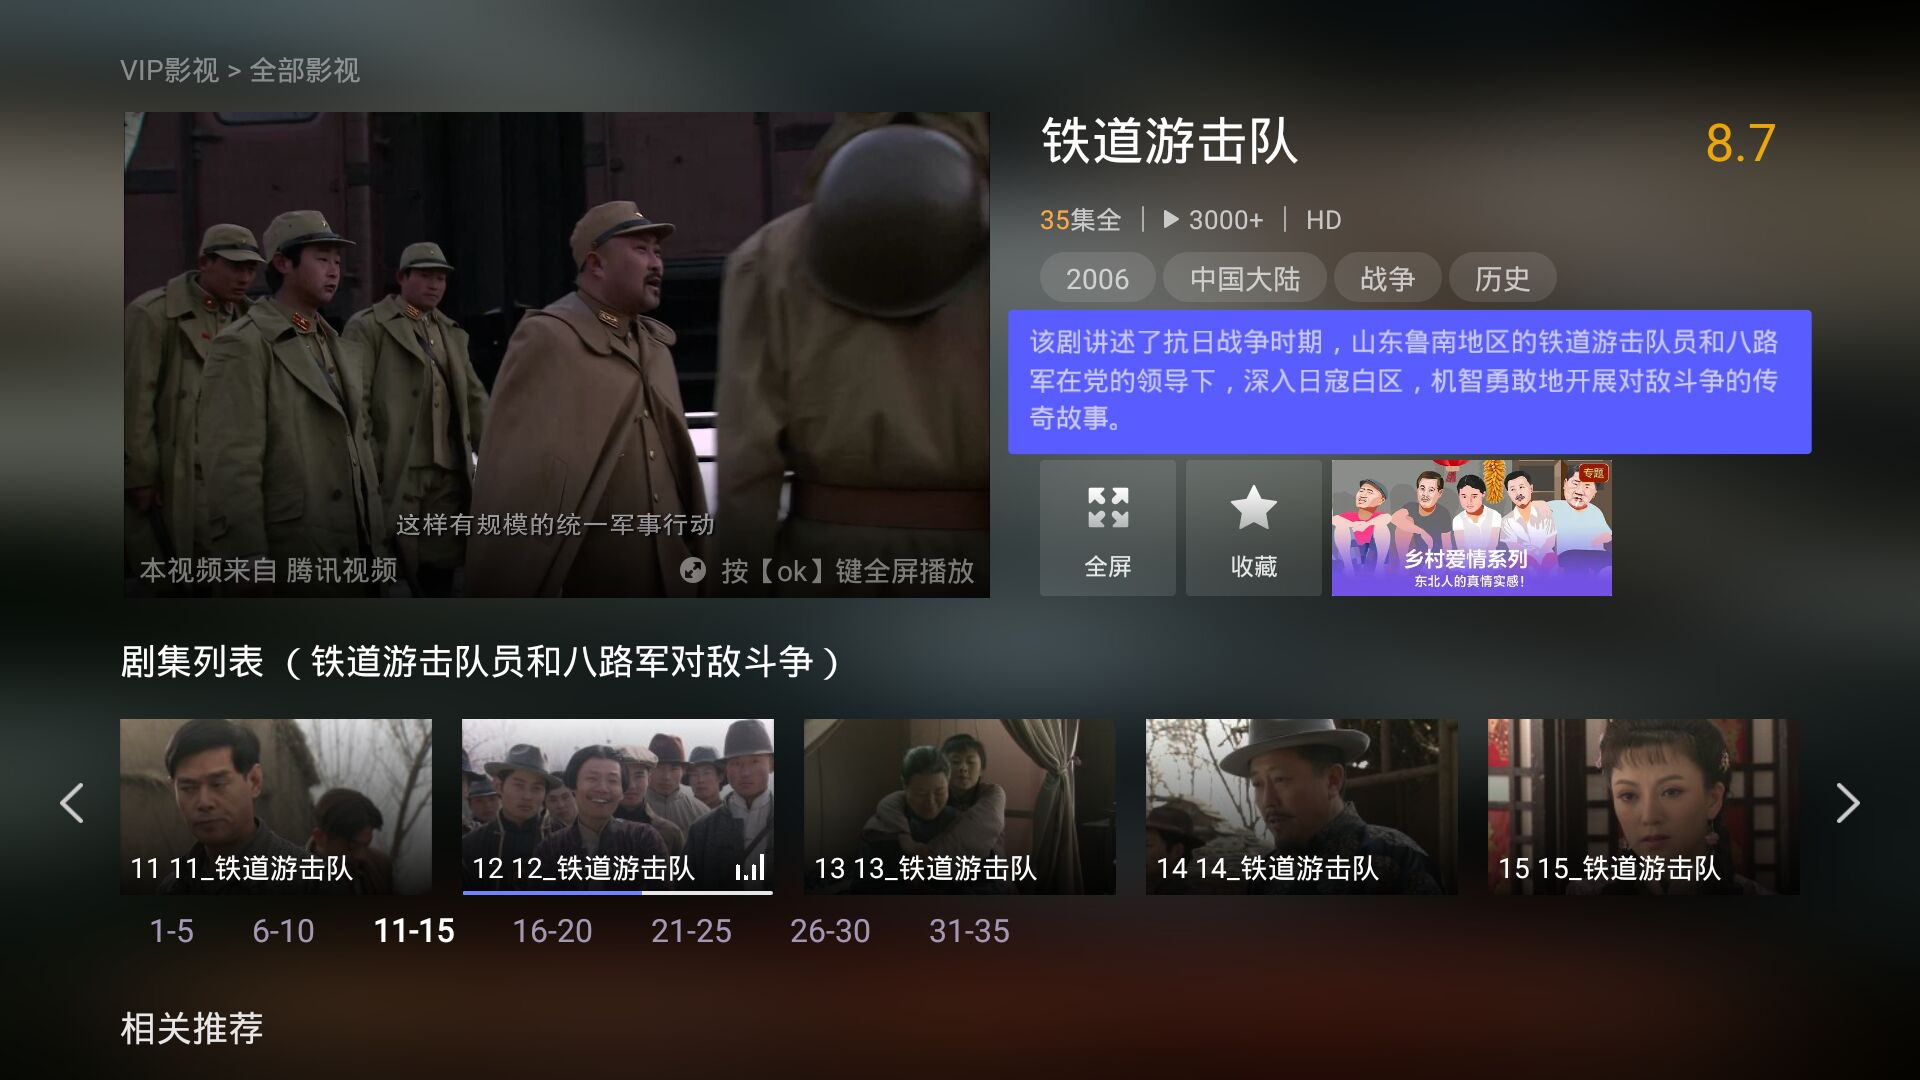 VIP影视 > 全部影视
铁道游击队
8.7
35集全 | 3000+ | HD
2006 中国大陆 战争 历史
该剧讲述了抗日战争时期，山东鲁南地区的铁道游击队员和八路
军在党的领导下，深入日寇白区，机智勇敢地开展对敌斗争的传
奇故事。
这样有规模的统一军事行动
本视频来自 腾讯视频
按【ok】键全屏播放
全屏
收藏
专题
乡村爱情系列
东北人的真情实感！
剧集列表 （铁道游击队员和八路军对敌斗争）
11 11_铁道游击队
12 12_铁道游击队
13 13_铁道游击队
14 14_铁道游击队
15 15_铁道游击队
1-5 6-10 11-15 16-20 21-25 26-30 31-35
相关推荐